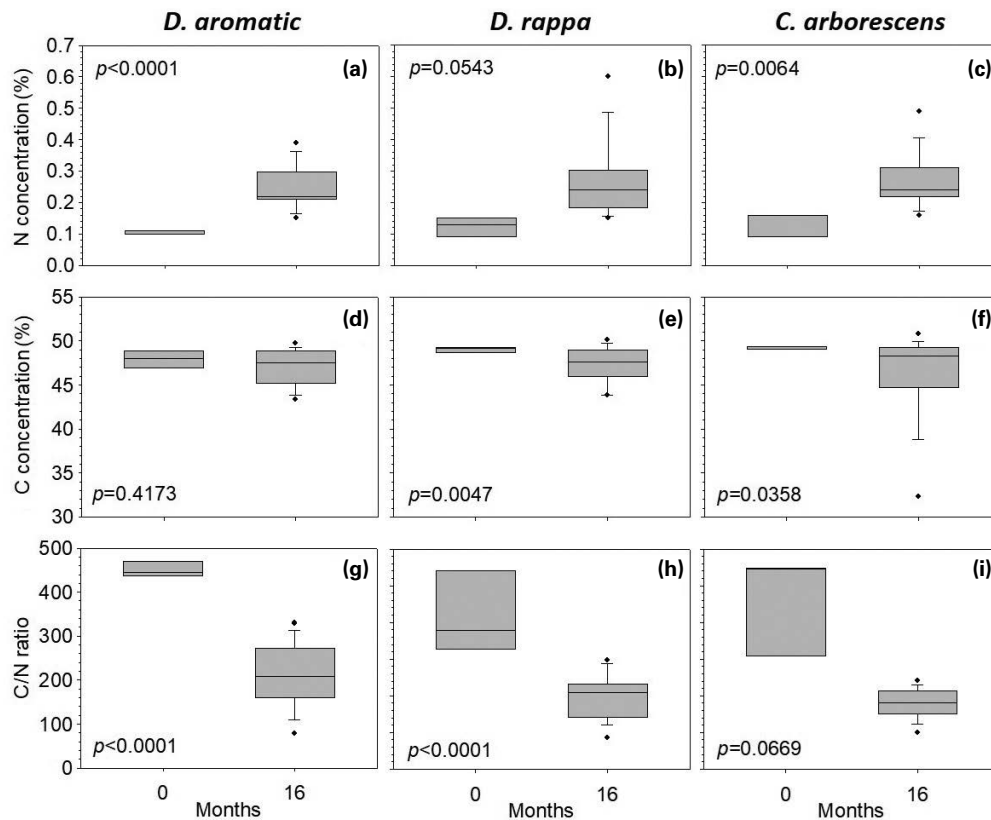 D. aromatic D. rappa C. arborescens
N concentration (%)
0.7
0.6
0.5
0.4
0.3
0.2
0.1
0.0
p<0.0001 (a)
p=0.0543 (b)
p=0.0064 (c)
C concentration (%)
55
50
45
40
35
30
(d)
p=0.4173
(e)
p=0.0047
(f)
p=0.0358
C/N ratio
500
400
300
200
100
0
(g)
p<0.0001
(h)
p<0.0001
(i)
p=0.0669
0 16 0 16 0 16
Months Months Months